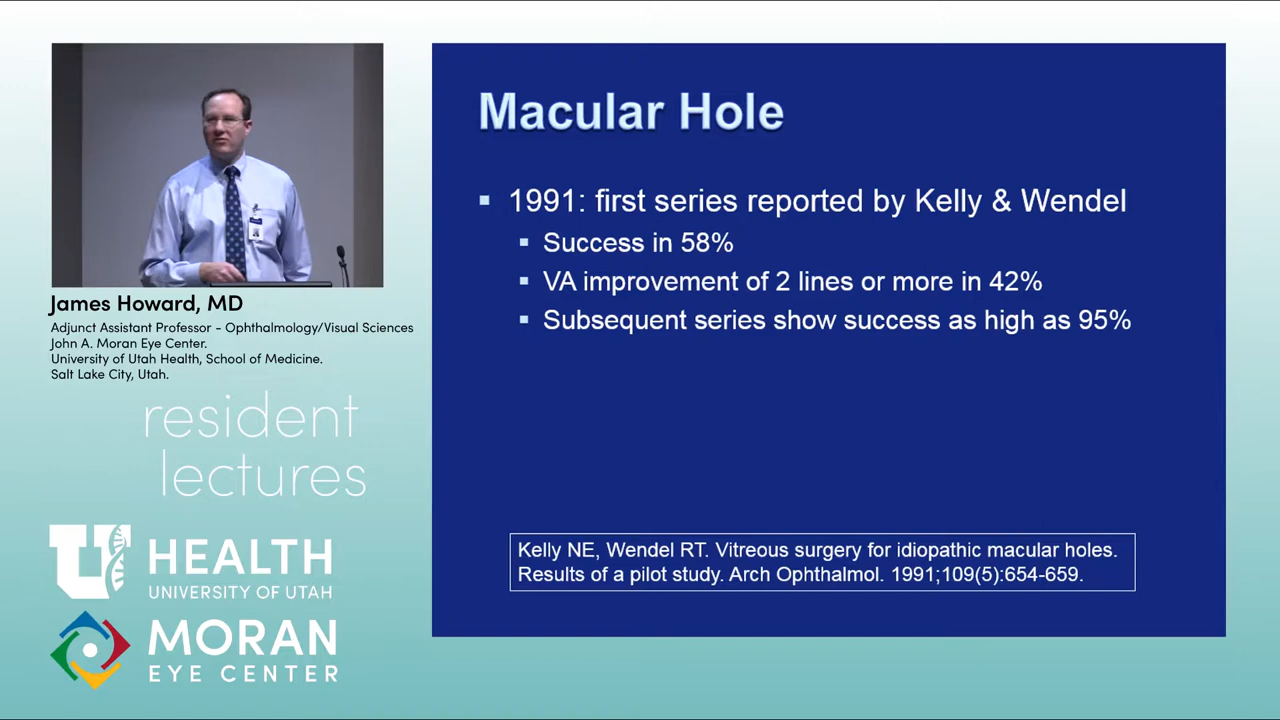 Macular Hole
▪ 1991: first series reported by Kelly & Wendel
▪ Success in 58%
▪ VA improvement of 2 lines or more in 42%
▪ Subsequent series show success as high as 95%
Kelly NE, Wendel RT. Vitreous surgery for idiopathic macular holes.
Results of a pilot study. Arch Ophthalmol. 1991;109(5):654-659.
James Howard, MD
Adjunct Assistant Professor - Ophthalmology/Visual Sciences
John A. Moran Eye Center.
University of Utah Health, School of Medicine.
Salt Lake City, Utah.
resident
lectures
U HEALTH
UNIVERSITY OF UTAH
MORAN
EYE CENTER